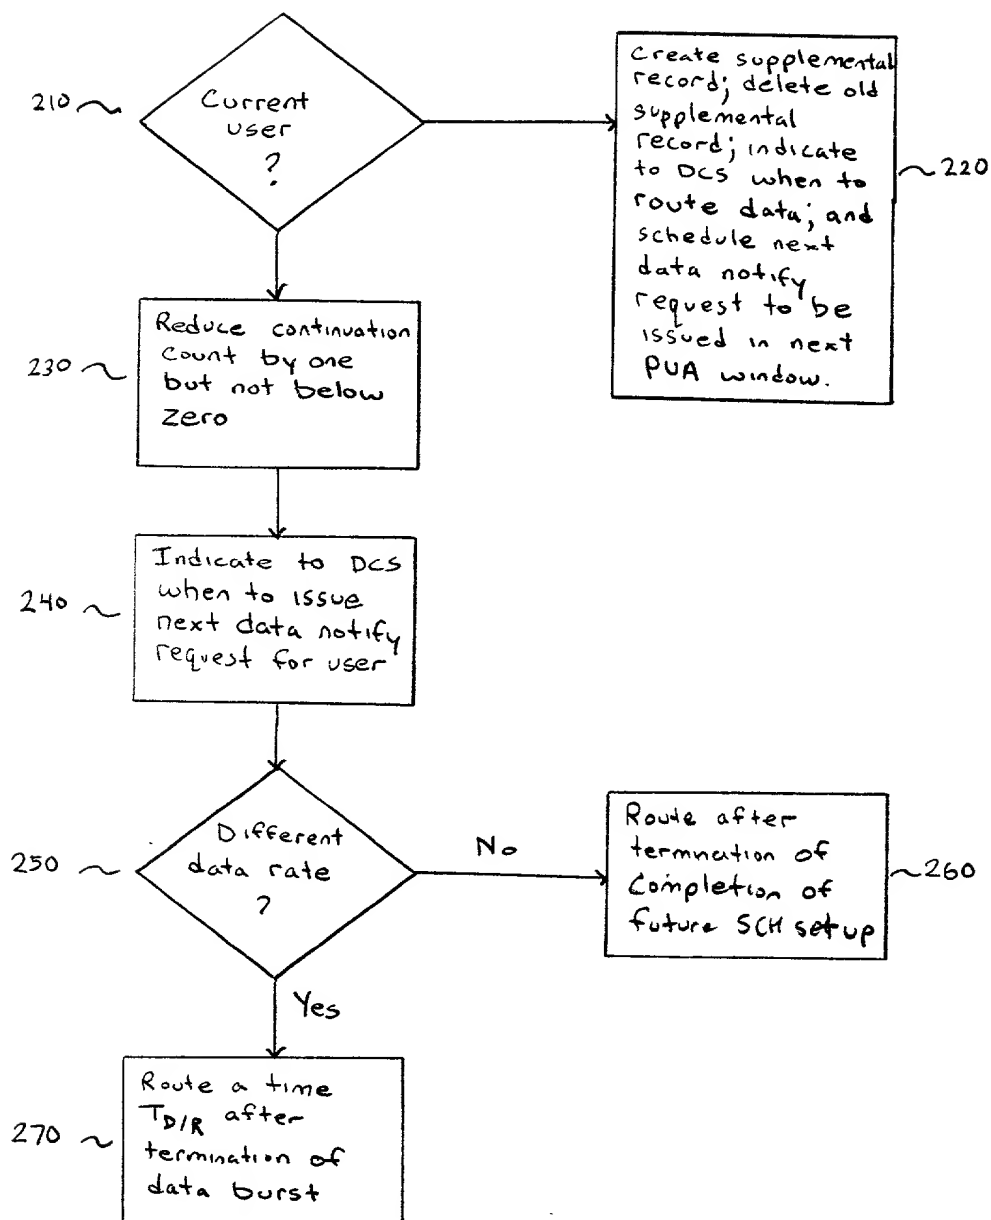 210
Current
user
?
Create supplemental
record; delete old
supplemental
record; indicate
to DCS when to
route data; and
schedule next
data notify
request to be
issued in next
PUA window.
220
230
Reduce continuation
count by one
but not below
zero
240
Indicate to DCS
when to issue
next data notify
request for user
250
Different
data rate
?
No
Route after
termnation of
Completion of
future SCH setup
260
Yes
270
Route a time
TD/R after
termination of
data burst